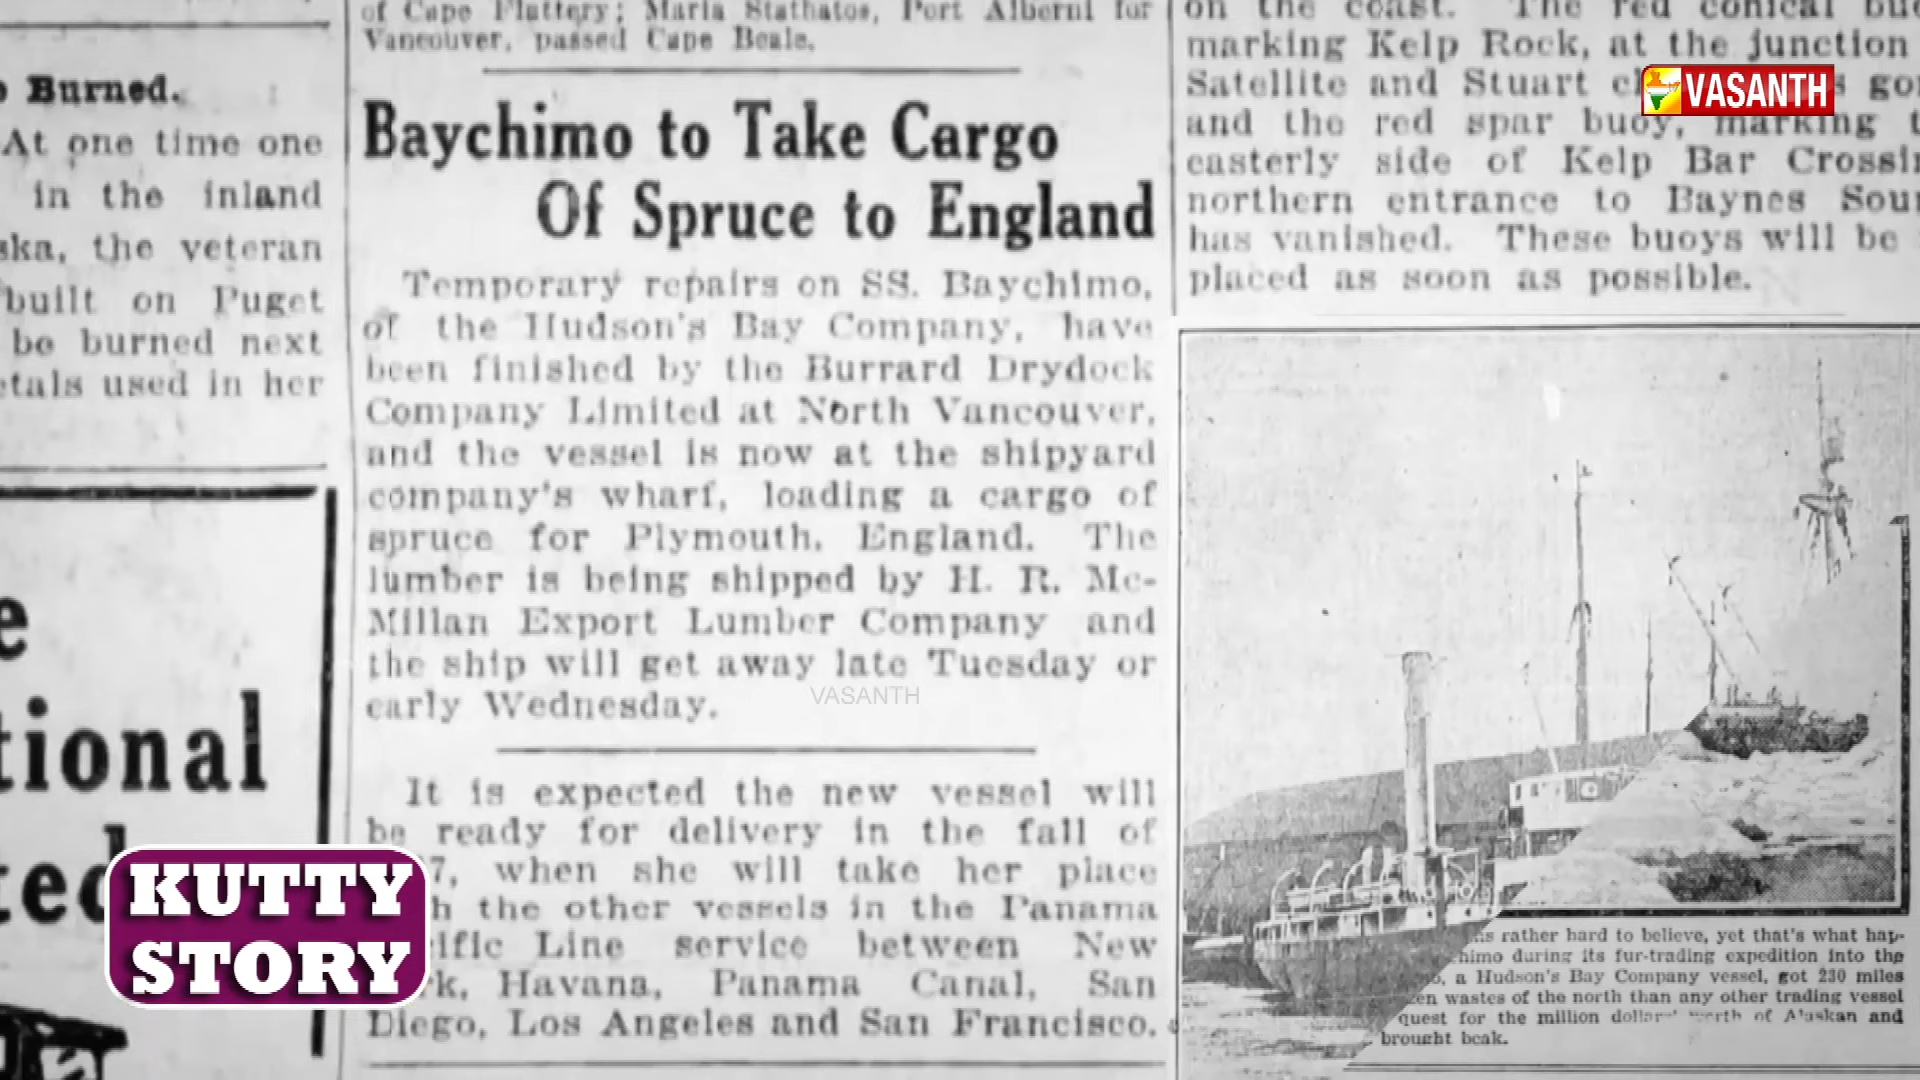 Burned.
At one time one
in the inland
ska, the veteran
built on Puget
be burned next
etals used in her
e
tional
ted
of Cape Flattery; Maria Stathatos, Port Alberni for
Vancouver, passed Cape Beale.
Baychimo to Take Cargo
Of Spruce to England
Temporary repairs on SS. Baychimo,
of the Hudson's Bay Company, have
been finished by the Burrard Drydock
Company Limited at North Vancouver,
and the vessel is now at the shipyard
company's wharf, loading a cargo of
spruce for Plymouth, England. The
lumber is being shipped by H. R. Mc-
Millan Export Lumber Company and
the ship will get away late Tuesday or
early Wednesday.
It is expected the new vessel will
be ready for delivery in the fall of
7, when she will take her place
h the other vessels in the Panama
ific Line service between New
rk, Havana, Panama Canal, San
Diego, Los Angeles and San Francisco.
on the coast. The red conical
marking Kelp Rock, at the junction
Satellite and Stuart
and the red spar buoy, marking
easterly side of Kelp Bar
northern entrance to Baynes
has vanished. These buoys will be
placed as soon as possible.
rather hard to believe, yet that's what hap-
himo during its fur-trading expedition into the
a Hudson's Bay Company vessel, got 230 miles
en wastes of the north than any other trading vessel
quest for the million dollars' worth of Alaskan and
brought beak.
VASANTH
VASANTH
KUTTY
STORY